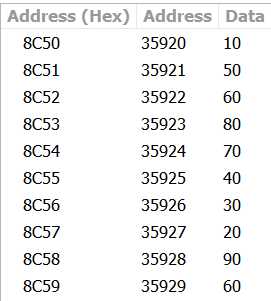 Address (Hex) Address Data
8C50 35920 10
8C51 35921 50
8C52 35922 60
8C53 35923 80
8C54 35924 70
8C55 35925 40
8C56 35926 30
8C57 35927 20
8C58 35928 90
8C59 35929 60